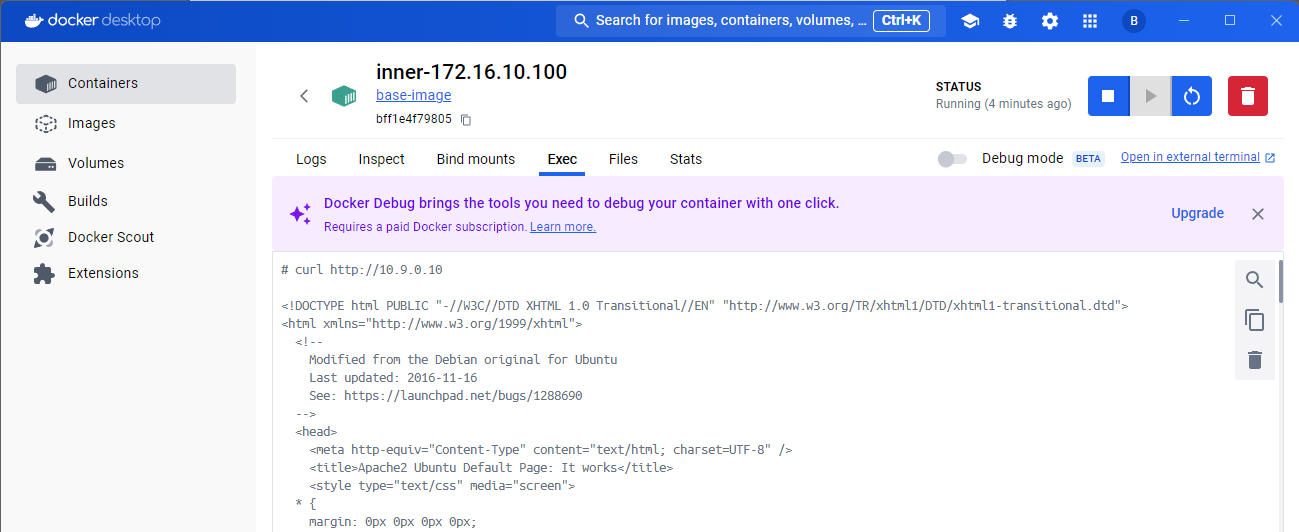 docker desktop
Search for images, containers, volumes, ... Ctrl+K
B
Containers
Images
Volumes
Builds
Docker Scout
Extensions
inner-172.16.10.100
base-image
bff1e4f79805
STATUS
Running (4 minutes ago)
Logs Inspect Bind mounts Exec Files Stats
Debug mode BETA Open in external terminal
Docker Debug brings the tools you need to debug your container with one click.
Requires a paid Docker subscription. Learn more.
Upgrade
# curl http://10.9.0.10
<!DOCTYPE html PUBLIC "-//W3C//DTD XHTML 1.0 Transitional//EN" "http://www.w3.org/TR/xhtml1/DTD/xhtml1-transitional.dtd">
<html xmlns="http://www.w3.org/1999/xhtml">
<!--
Modified from the Debian original for Ubuntu
Last updated: 2016-11-16
See: https://launchpad.net/bugs/1288690
-->
<head>
<meta http-equiv="Content-Type" content="text/html; charset=UTF-8" />
<title>Apache2 Ubuntu Default Page: It works</title>
<style type="text/css" media="screen">
* {
margin: 0px 0px 0px 0px;